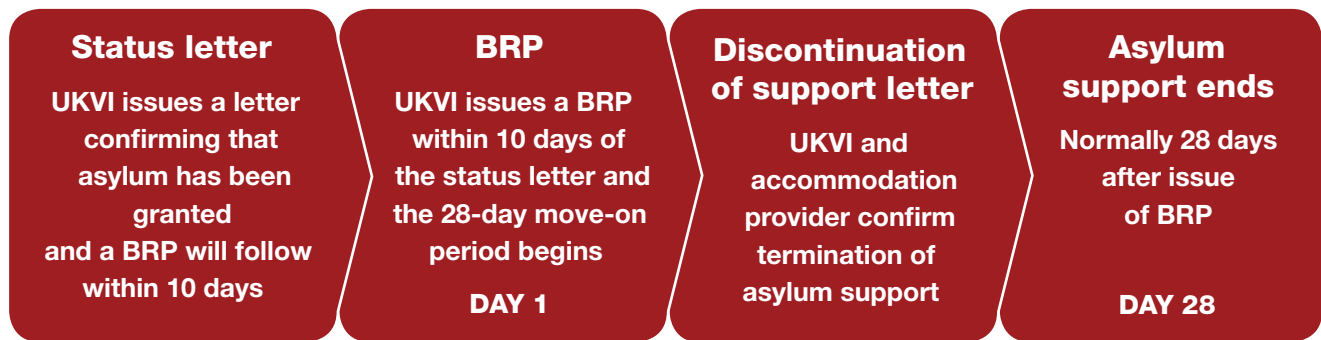 Status letter
UKVI issues a letter
confirming that
asylum has been
granted
and a BRP will follow
within 10 days
BRP
UKVI issues a BRP
within 10 days of
the status letter and
the 28-day move-on
period begins
DAY 1
Discontinuation
of support letter
UKVI and
accommodation
provider confirm
termination of
asylum support
Asylum
support ends
Normally 28 days
after issue
of BRP
DAY 28